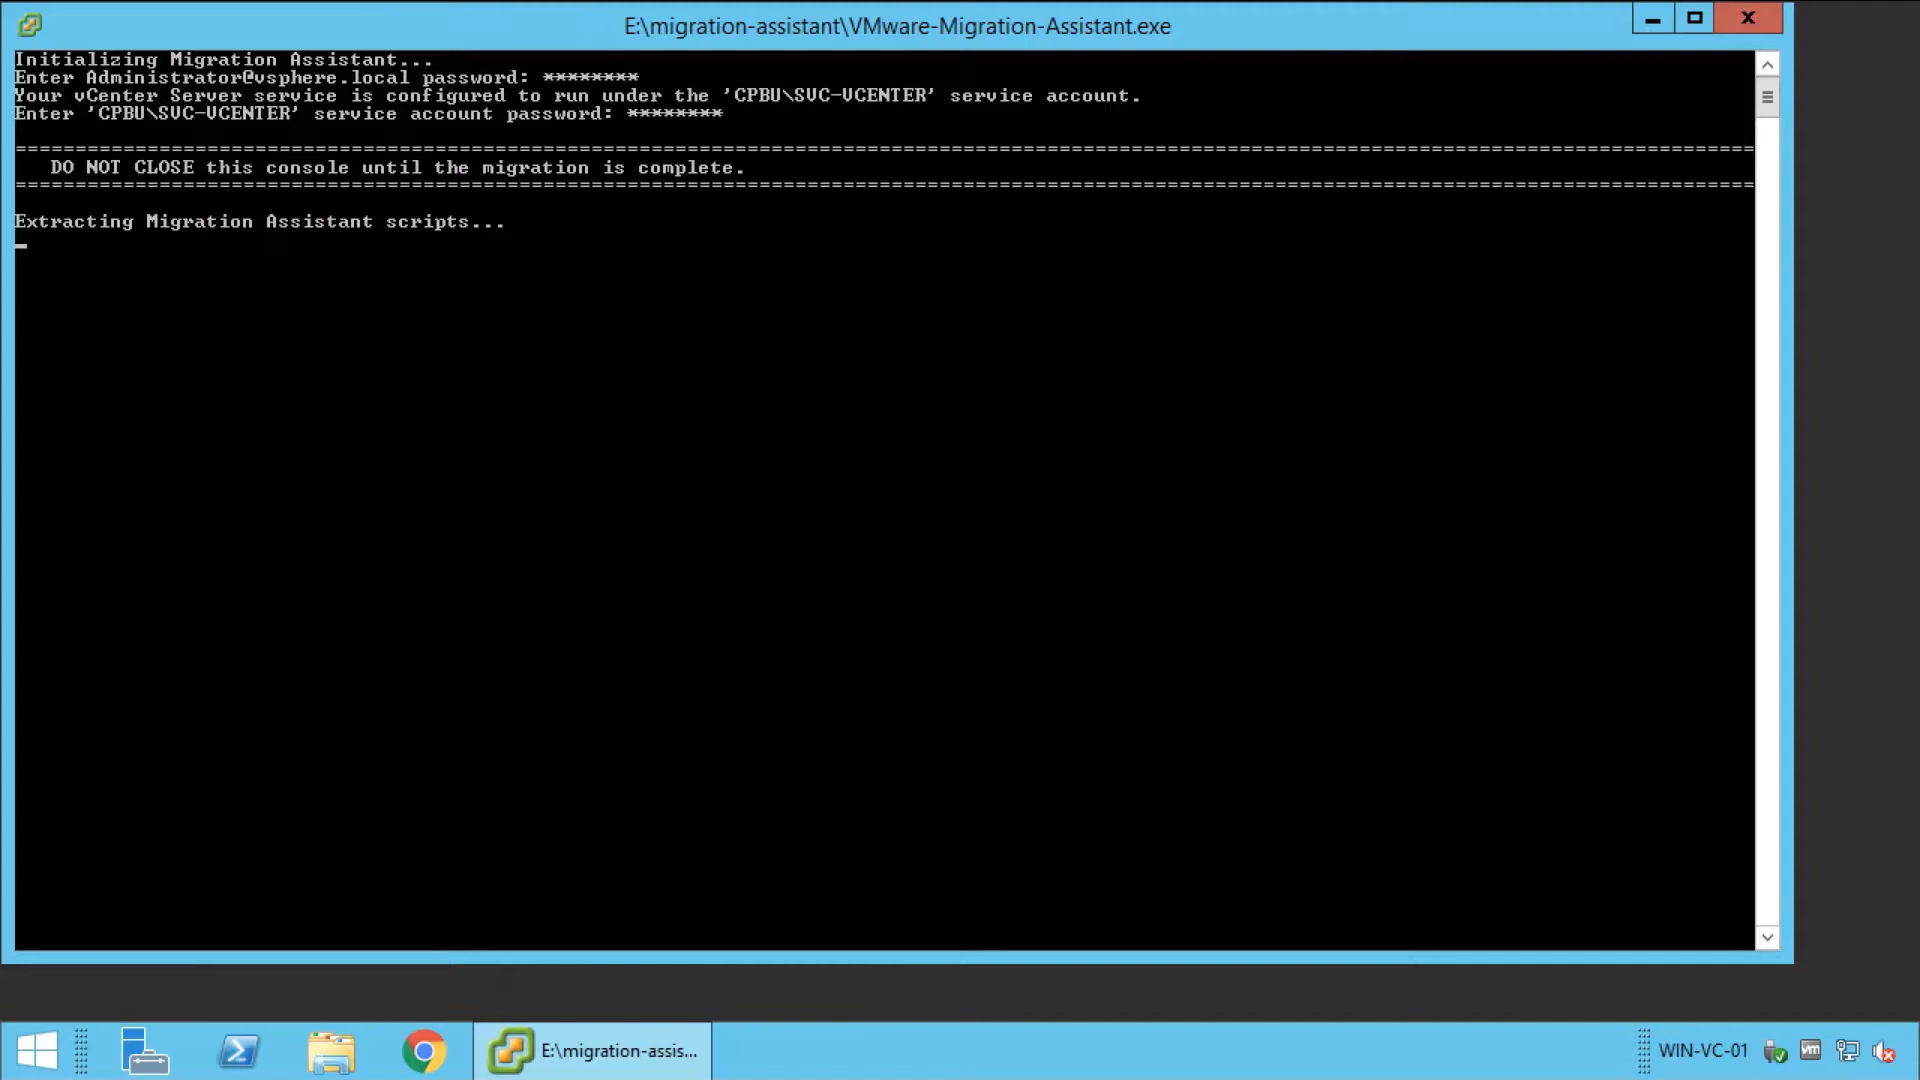 E:\migration-assistant\VMware-Migration-Assistant.exe
Initializing Migration Assistant...
Enter Administrator@vsphere.local password: ********
Your vCenter Server service is configured to run under the 'CPBU\SVC-VCENTER' service account.
Enter 'CPBU\SVC-VCENTER' service account password: ********
=================================================================================================================================================
DO NOT CLOSE this console until the migration is complete.
=================================================================================================================================================
Extracting Migration Assistant scripts...
E:\migration-assis...
WIN-VC-01
vm